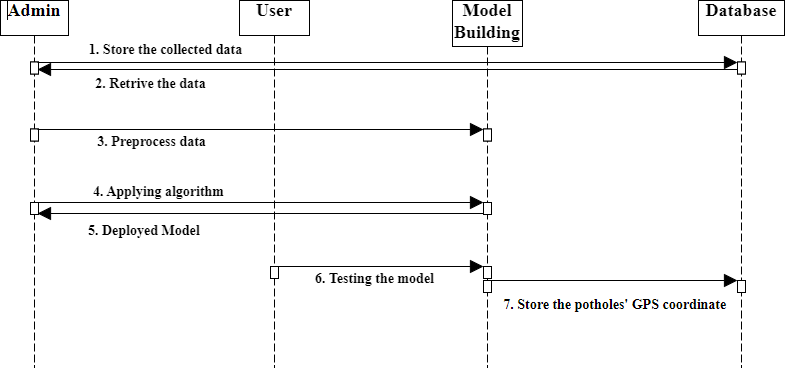 Admin
User
Model
Building
Database
1. Store the collected data
2. Retrive the data
3. Preprocess data
4. Applying algorithm
5. Deployed Model
6. Testing the model
7. Store the potholes' GPS coordinate